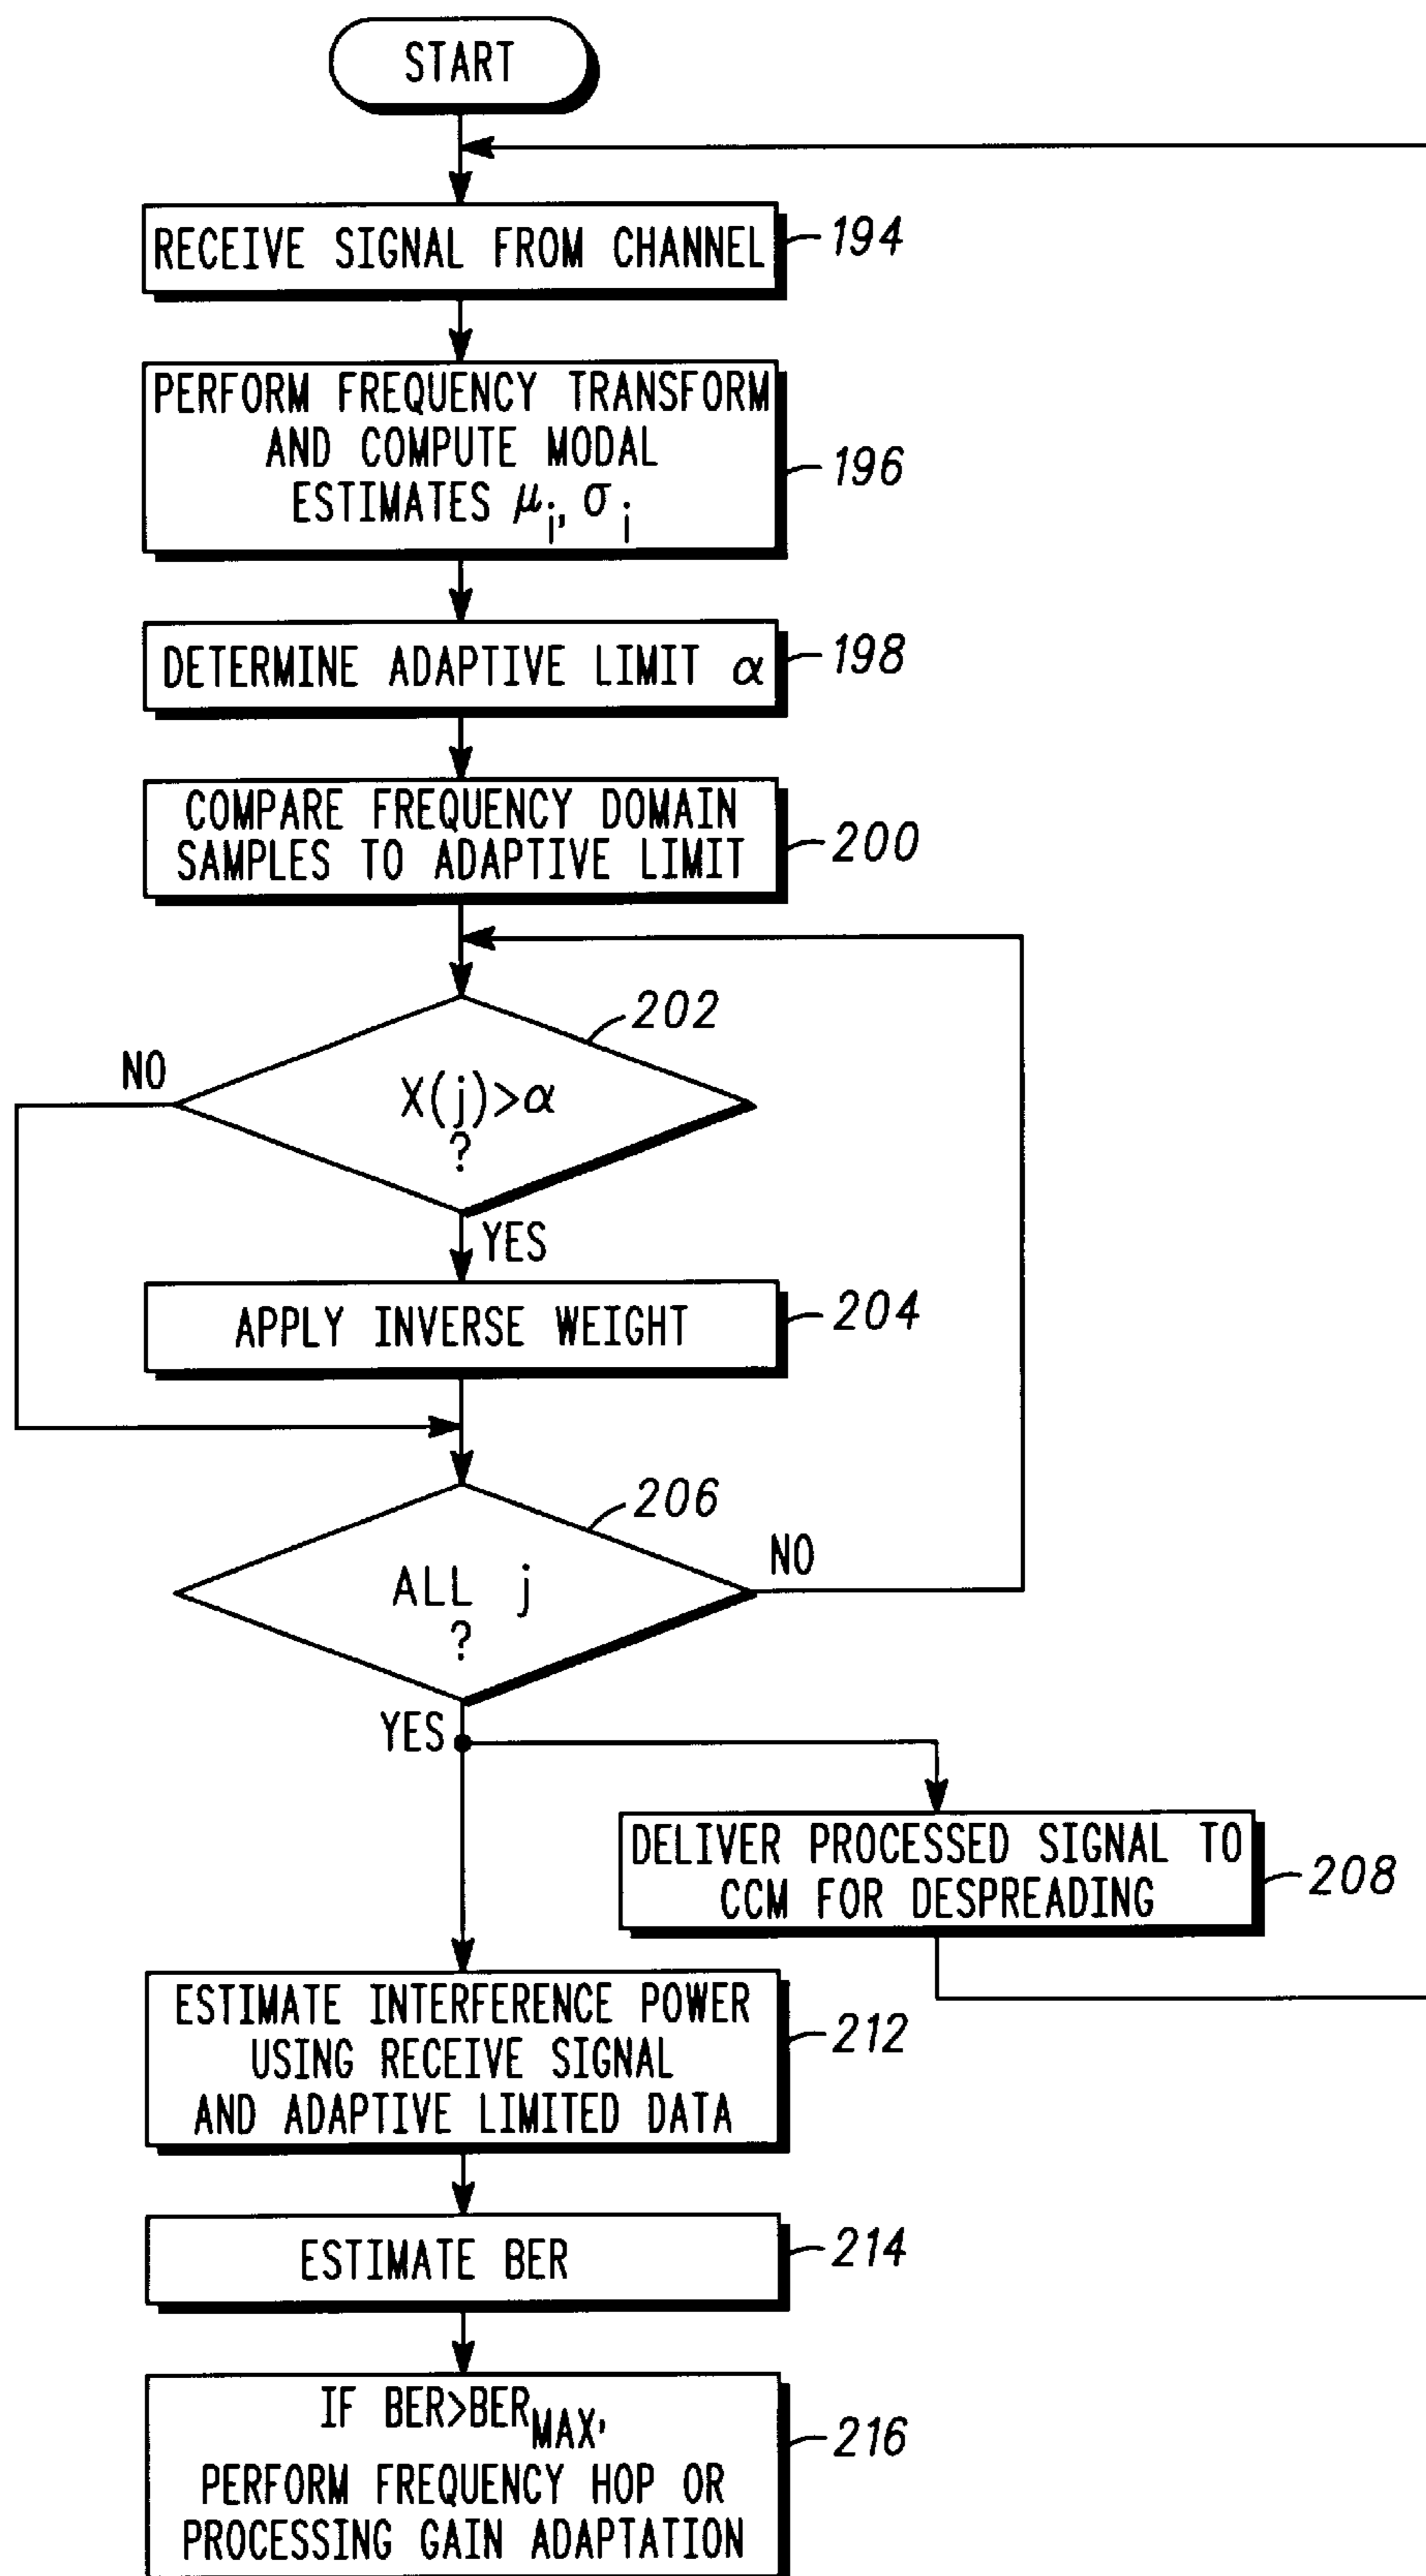 START
RECEIVE SIGNAL FROM CHANNEL
194
PERFORM FREQUENCY TRANSFORM
AND COMPUTE MODAL
ESTIMATES μi, σi
196
DETERMINE ADAPTIVE LIMIT α
198
COMPARE FREQUENCY DOMAIN
SAMPLES TO ADAPTIVE LIMIT
200
202
NO
X(j)>α
?
YES
APPLY INVERSE WEIGHT
204
206
ALL j
?
NO
YES
DELIVER PROCESSED SIGNAL TO
CCM FOR DESPREADING
208
ESTIMATE INTERFERENCE POWER
USING RECEIVE SIGNAL
AND ADAPTIVE LIMITED DATA
212
ESTIMATE BER
214
IF BER>BERMAX,
PERFORM FREQUENCY HOP OR
PROCESSING GAIN ADAPTATION
216